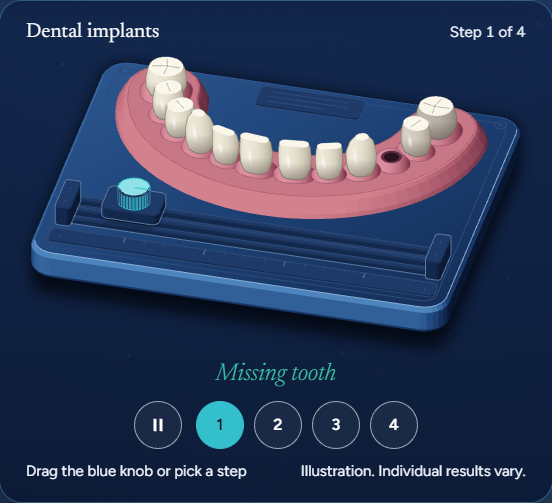 Dental implants
Step 1 of 4
Missing tooth
1 2 3 4
Drag the blue knob or pick a step
Illustration. Individual results vary.